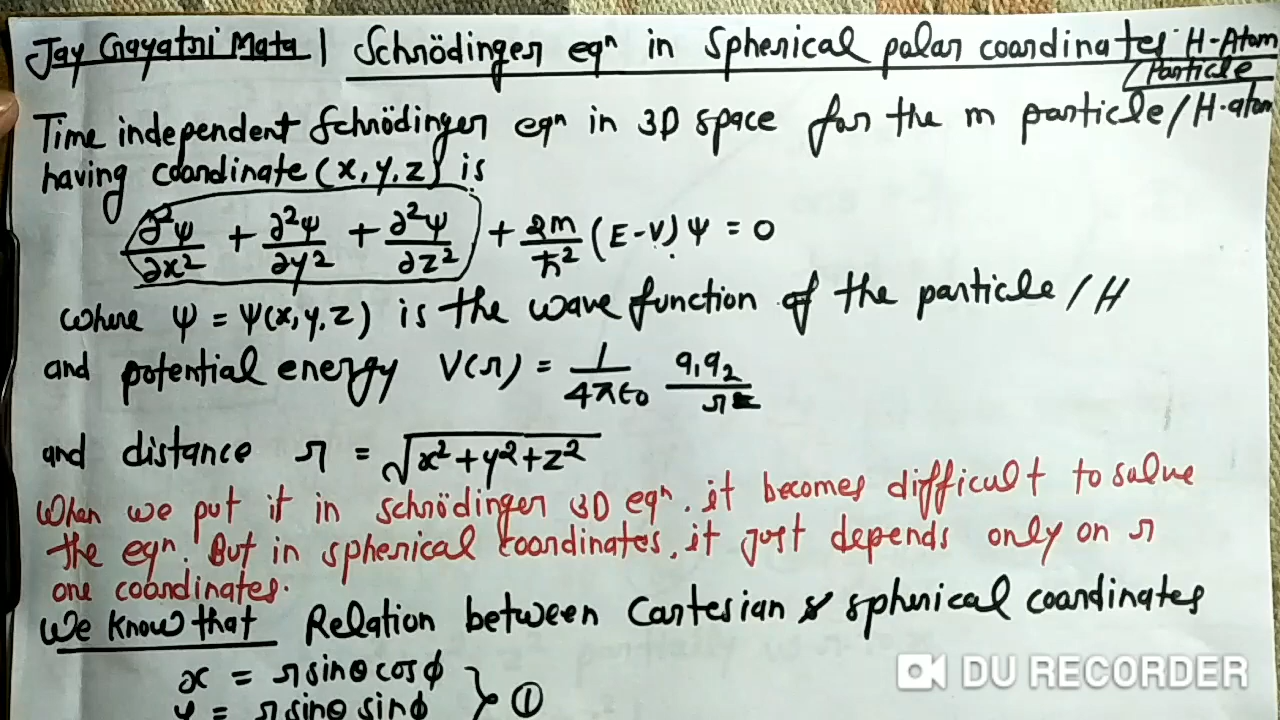 Jay Gayatri Mata | Schrödinger eqⁿ in Spherical polar coordinates H-Atom
/Particle
Time independent Schrödinger eqⁿ in 3D space for the m particle/H-atom
having coordinate (x, y, z) is
∂²ψ/∂x² + ∂²ψ/∂y² + ∂²ψ/∂z² + 2m/ħ² (E-V) ψ = 0
where ψ = ψ(x, y, z) is the wave function of the particle / H
and potential energy V(r) = 1/4πϵ₀ q₁q₂/r
and distance r = √x²+y²+z²
When we put it in schrödinger 3D eqⁿ. it becomes difficult to solve
the eqⁿ. But in spherical coordinates, it just depends only on r
one coordinates.
We know that Relation between Cartesian & spherical coordinates
x = r sinθ cosϕ
y = r sinθ sinϕ } ①
DU RECORDER